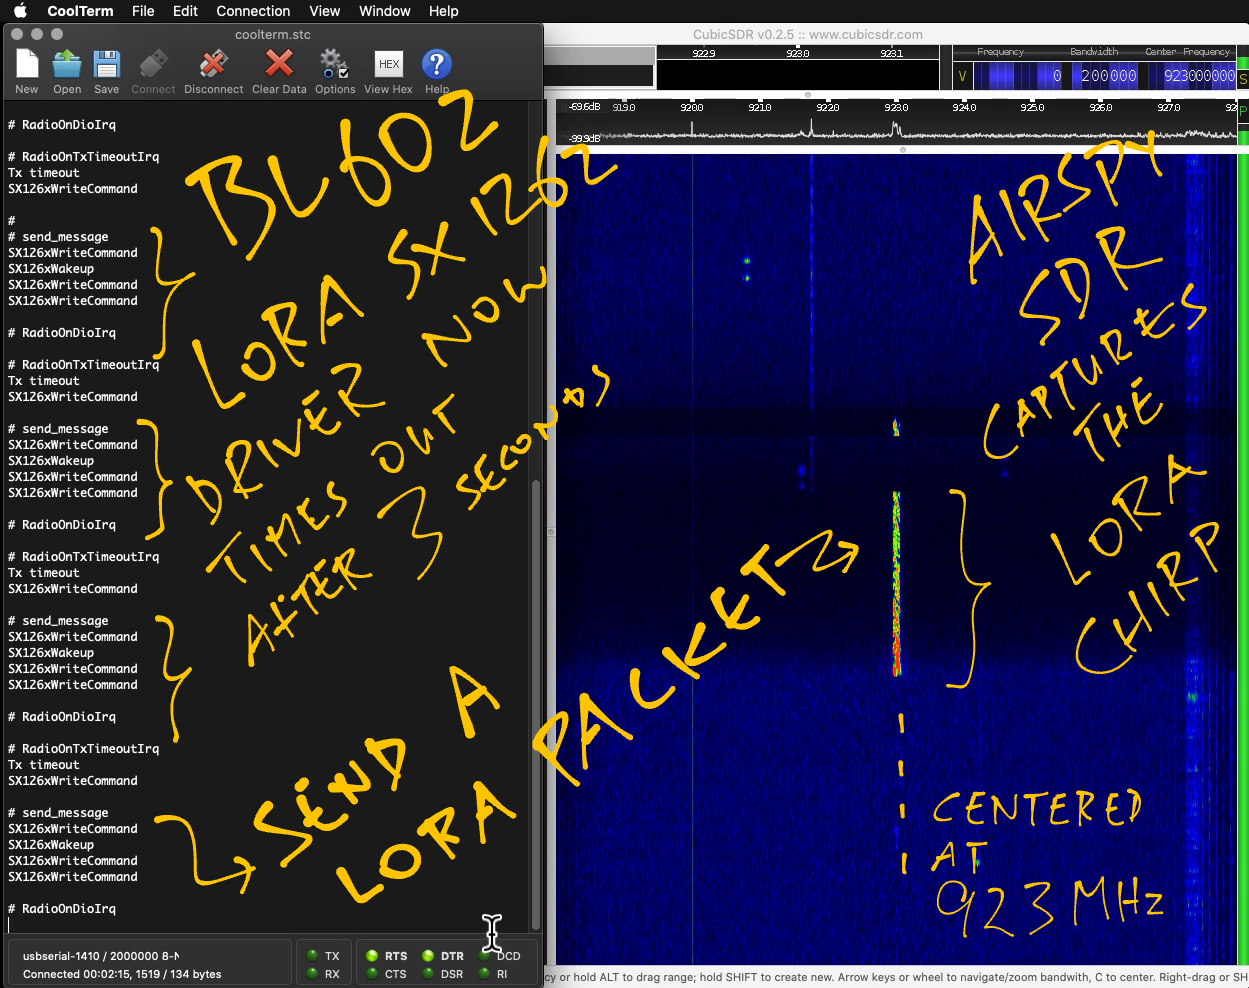 CoolTerm File Edit Connection View Window Help
coolterm.stc
New Open Save Connect Disconnect Clear Data Options View Hex Help
HEX
# RadioOnDioIrq
# RadioOnTxTimeoutIrq
Tx timeout
SX126xWriteCommand
#
# send_message
SX126xWriteCommand
SX126xWakeup
SX126xWriteCommand
SX126xWriteCommand
# RadioOnDioIrq
# RadioOnTxTimeoutIrq
Tx timeout
SX126xWriteCommand
# send_message
SX126xWriteCommand
SX126xWakeup
SX126xWriteCommand
SX126xWriteCommand
# RadioOnDioIrq
# RadioOnTxTimeoutIrq
Tx timeout
SX126xWriteCommand
# send_message
SX126xWriteCommand
SX126xWakeup
SX126xWriteCommand
SX126xWriteCommand
# RadioOnDioIrq
# RadioOnTxTimeoutIrq
Tx timeout
SX126xWriteCommand
# send_message
SX126xWriteCommand
SX126xWakeup
SX126xWriteCommand
SX126xWriteCommand
# RadioOnDioIrq
usbserial-1410 / 2000000 8-N
Connected 00:02:15, 1519 / 134 bytes
TX RTS DTR DCD
RX CTS DSR RI
BL602
LORA SX1262
DRIVER NOW
TIMES OUT
AFTER 3 SECONDS
SEND A
LORA PACKET
CubicSDR v0.2.5 :: www.cubicsdr.com
922.9 923.0 923.1
Frequency Bandwidth Center Frequency
V 0 200000 923000000 S
-69.6dB 919.0 920.0 921.0 922.0 923.0 924.0 925.0 926.0 927.0 92
-99.9dB
P
AIRSPY
SDR
CAPTURES
THE
LORA
CHIRP
CENTERED
AT
923 MHz
cy or hold ALT to drag range; hold SHIFT to create new. Arrow keys or wheel to navigate/zoom bandwith, C to center. Right-drag or SH